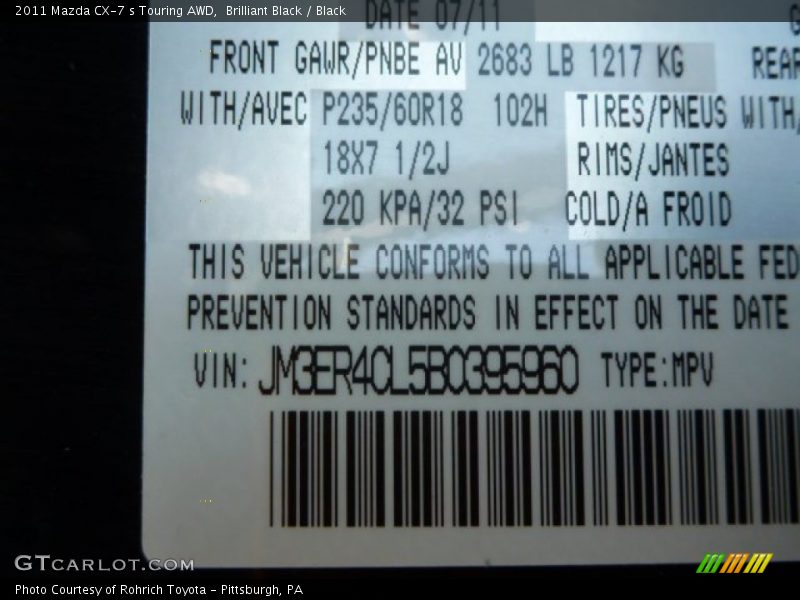 2011 Mazda CX-7 s Touring AWD,  Brilliant Black / Black
DATE 07/11
FRONT GAWR/PNBE AV 2683 LB 1217 KG
WITH/AVEC P235/60R18 102H TIRES/PNEUS WITH/
18X7 1/2J RIMS/JANTES
220 KPA/32 PSI COLD/A FROID
THIS VEHICLE CONFORMS TO ALL APPLICABLE FED
PREVENTION STANDARDS IN EFFECT ON THE DATE
VIN: JM3ER4CL5B0395960 TYPE:MPV
GTCARLOT.COM
Photo Courtesy of Rohrich Toyota - Pittsburgh, PA